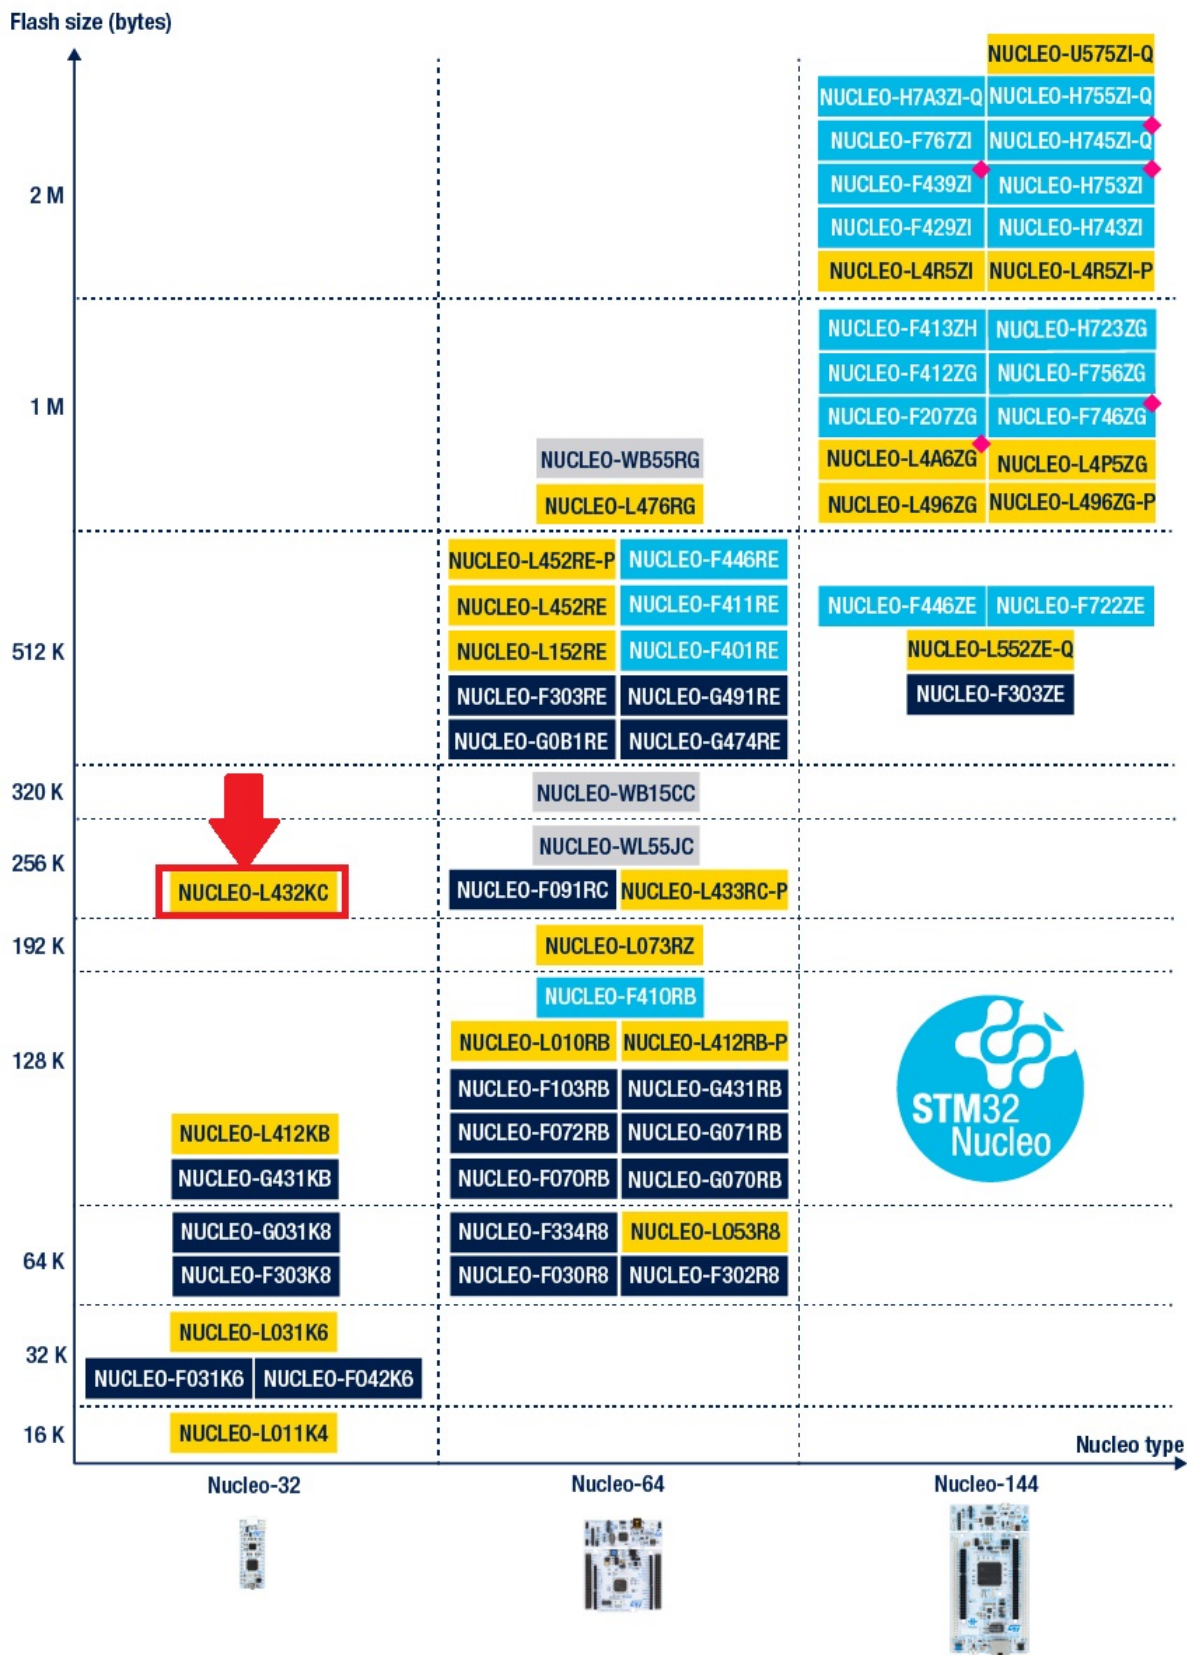 Flash size (bytes)
NUCLEO-U575ZI-Q
NUCLEO-H7A3ZI-Q NUCLEO-H755ZI-Q
NUCLEO-F767ZI NUCLEO-H745ZI-Q
2 M
NUCLEO-F439ZI NUCLEO-H753ZI
NUCLEO-F429ZI NUCLEO-H743ZI
NUCLEO-L4R5ZI NUCLEO-L4R5ZI-P
NUCLEO-F413ZH NUCLEO-H723ZG
NUCLEO-F412ZG NUCLEO-F756ZG
1 M
NUCLEO-F207ZG NUCLEO-F746ZG
NUCLEO-WB55RG NUCLEO-L4A6ZG NUCLEO-L4P5ZG
NUCLEO-L476RG NUCLEO-L496ZG NUCLEO-L496ZG-P
NUCLEO-L452RE-P NUCLEO-F446RE
NUCLEO-L452RE NUCLEO-F411RE NUCLEO-F446ZE NUCLEO-F722ZE
512 K NUCLEO-L152RE NUCLEO-F401RE NUCLEO-L552ZE-Q
NUCLEO-F303RE NUCLEO-G491RE NUCLEO-F303ZE
NUCLEO-G0B1RE NUCLEO-G474RE
320 K NUCLEO-WB15CC
256 K NUCLEO-WL55JC
NUCLEO-L432KC NUCLEO-F091RC NUCLEO-L433RC-P
192 K NUCLEO-L073RZ
NUCLEO-F410RB
128 K NUCLEO-L010RB NUCLEO-L412RB-P
NUCLEO-F103RB NUCLEO-G431RB
STM32
Nucleo
NUCLEO-L412KB NUCLEO-F072RB NUCLEO-G071RB
NUCLEO-G431KB NUCLEO-F070RB NUCLEO-G070RB
NUCLEO-G031K8 NUCLEO-F334R8 NUCLEO-L053R8
64 K NUCLEO-F303K8 NUCLEO-F030R8 NUCLEO-F302R8
NUCLEO-L031K6
32 K
NUCLEO-F031K6 NUCLEO-F042K6
16 K NUCLEO-L011K4
Nucleo type
Nucleo-32 Nucleo-64 Nucleo-144